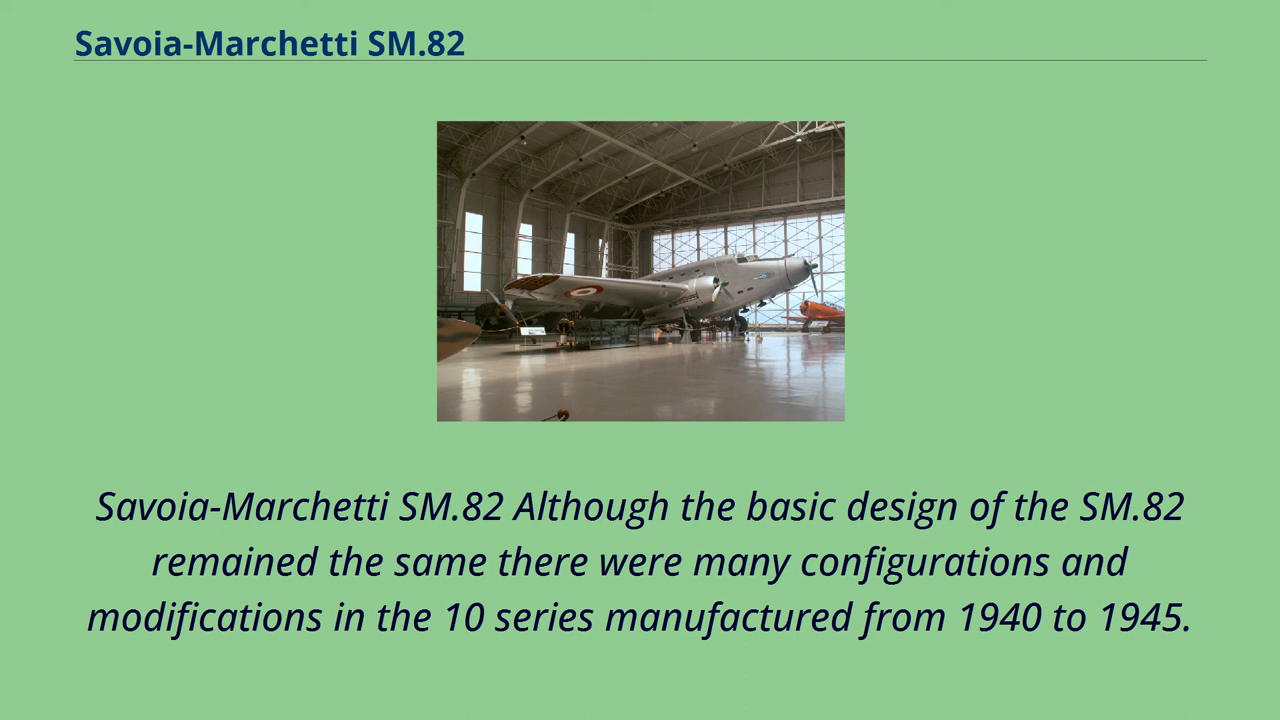 Savoia-Marchetti SM.82
Savoia-Marchetti SM.82 Although the basic design of the SM.82
remained the same there were many configurations and
modifications in the 10 series manufactured from 1940 to 1945.